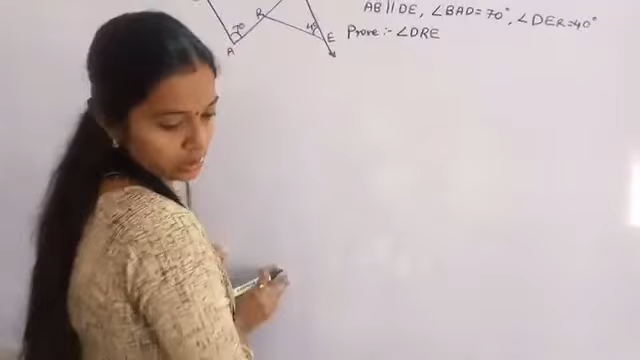 AB || DE, ∠BAD = 70°, ∠DER = 40°
Prove :- ∠DRE
70
R
40
A
E